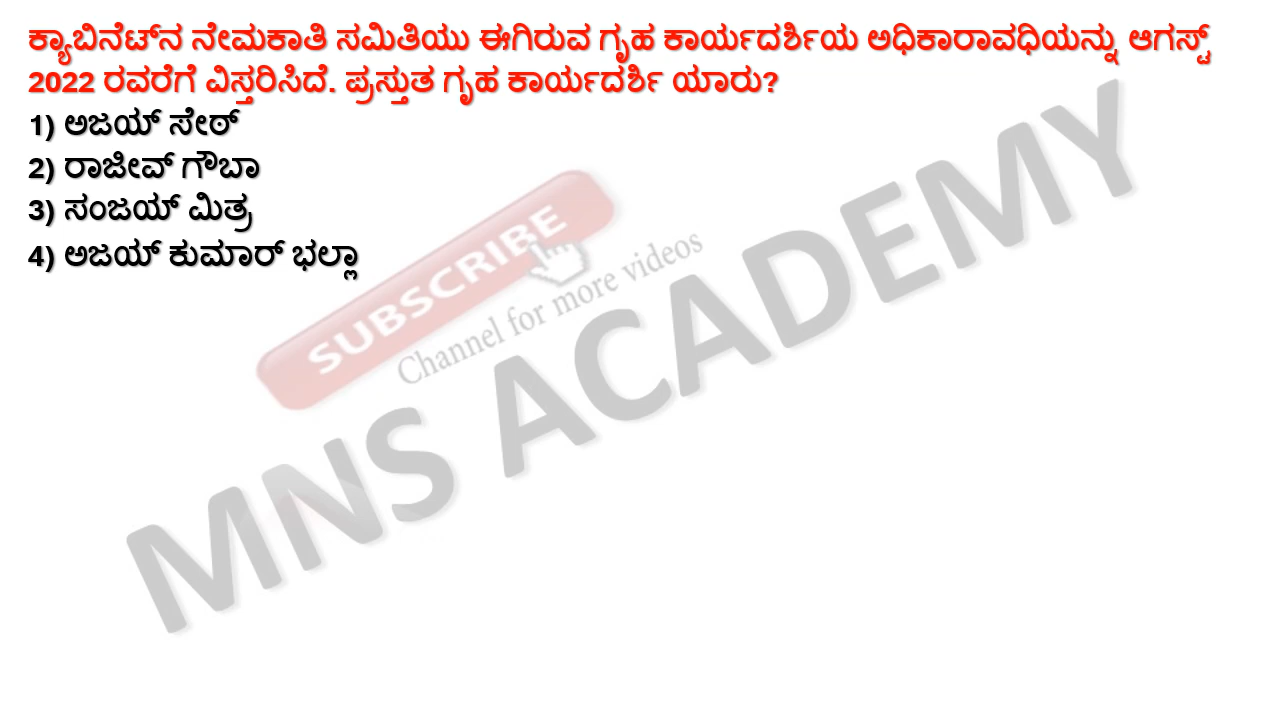 ಕ್ಯಾಬಿನೆಟ್‌ನ ನೇಮಕಾತಿ ಸಮಿತಿಯು ಈಗಿರುವ ಗೃಹ ಕಾರ್ಯದರ್ಶಿಯ ಅಧಿಕಾರಾವಧಿಯನ್ನು ಆಗಸ್ಟ್
2022 ರವರೆಗೆ ವಿಸ್ತರಿಸಿದೆ. ಪ್ರಸ್ತುತ ಗೃಹ ಕಾರ್ಯದರ್ಶಿ ಯಾರು?
1) ಅಜಯ್ ಸೇಠ್
2) ರಾಜೀವ್ ಗೌಬಾ
3) ಸಂಜಯ್ ಮಿತ್ರ
4) ಅಜಯ್ ಕುಮಾರ್ ಭಲ್ಲಾ
SUBSCRIBE
Channel for more videos
MNS ACADEMY